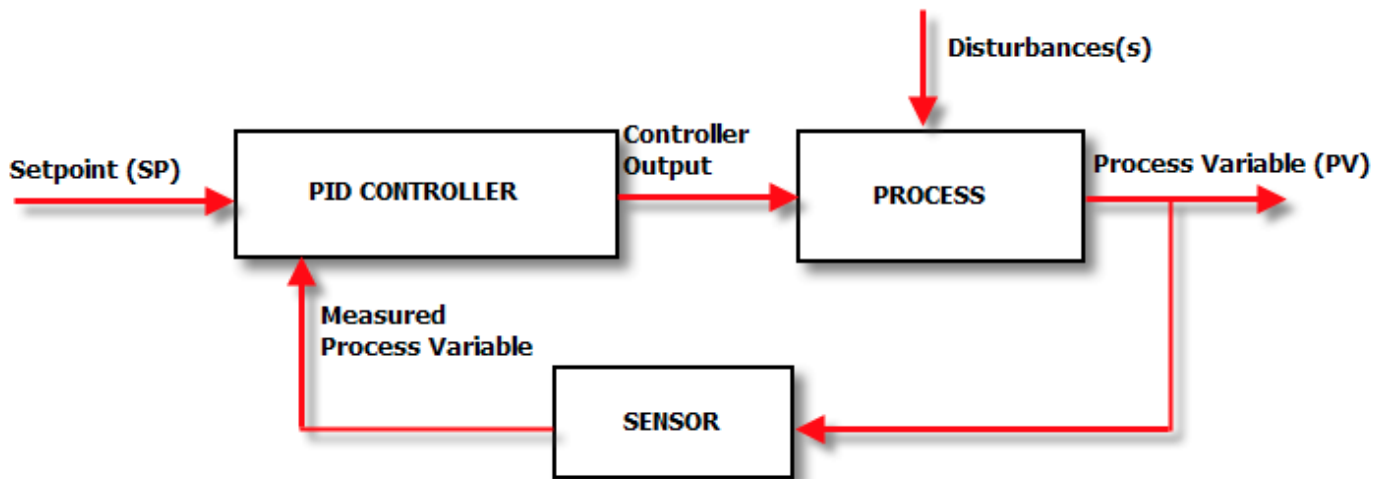 Disturbances(s)
Setpoint (SP)
PID CONTROLLER
Controller
Output
PROCESS
Process Variable (PV)
Measured
Process Variable
SENSOR